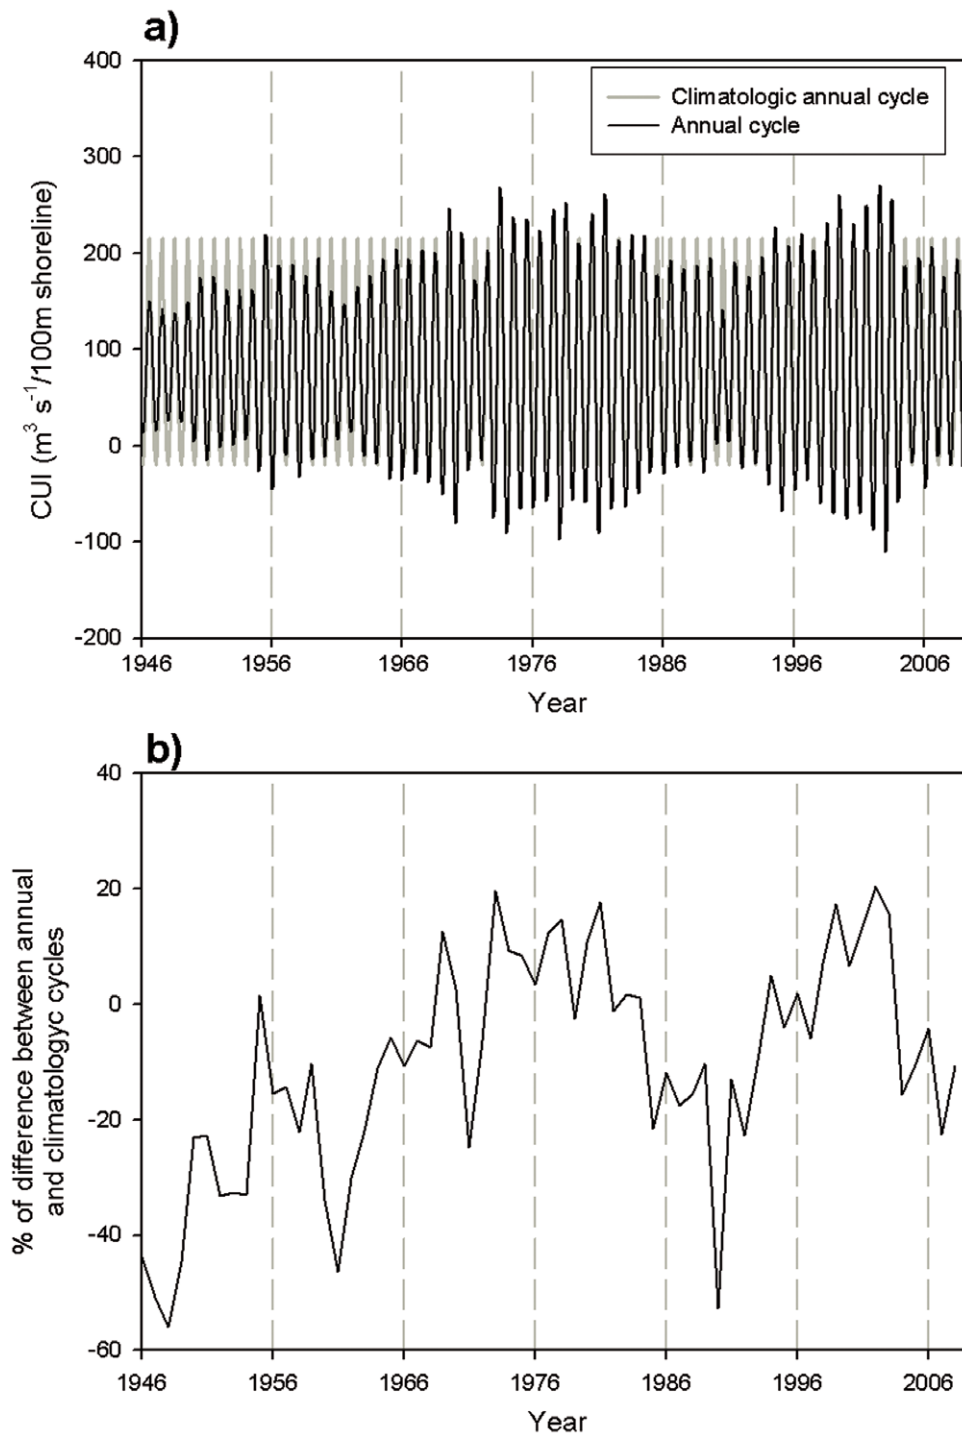 a)
400
300
200
100
0
-100
-200
CUI (m³ s⁻¹/100m shoreline)
Climatologic annual cycle
Annual cycle
1946 1956 1966 1976 1986 1996 2006
Year
b)
40
20
0
-20
-40
-60
% of difference between annual
and climatologyc cycles
1946 1956 1966 1976 1986 1996 2006
Year